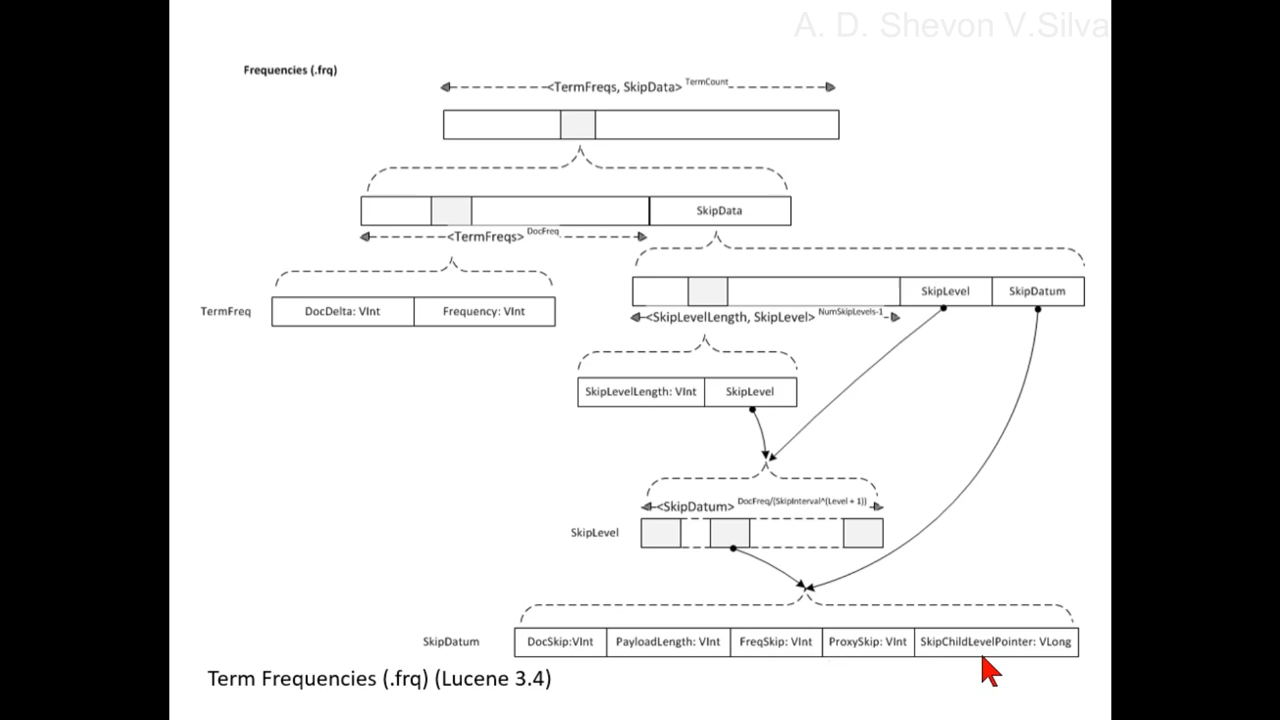 A. D. Shevon V.Silva
Frequencies (.frq)
<TermFreqs, SkipData> TermCount
SkipData
<TermFreqs> DocFreq
SkipLevel SkipDatum
TermFreq DocDelta: VInt Frequency: VInt
<SkipLevelLength, SkipLevel> NumSkipLevels-1
SkipLevelLength: VInt SkipLevel
<SkipDatum> DocFreq/(SkipInterval^(Level + 1))
SkipLevel
SkipDatum DocSkip:VInt PayloadLength: VInt FreqSkip: VInt ProxySkip: VInt SkipChildLevelPointer: VLong
Term Frequencies (.frq) (Lucene 3.4)